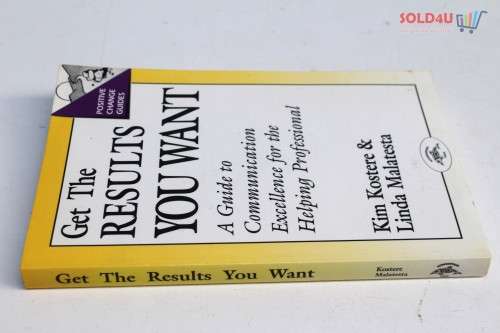 SOLD4U
POSITIVE
CHANGE
GUIDES
Get The
RESULTS
YOU WANT
A Guide to
Communication
Excellence for the
Helping Professional
Kim Kostere &
Linda Malatesta
Get The Results You Want
Kostere
Malatesta